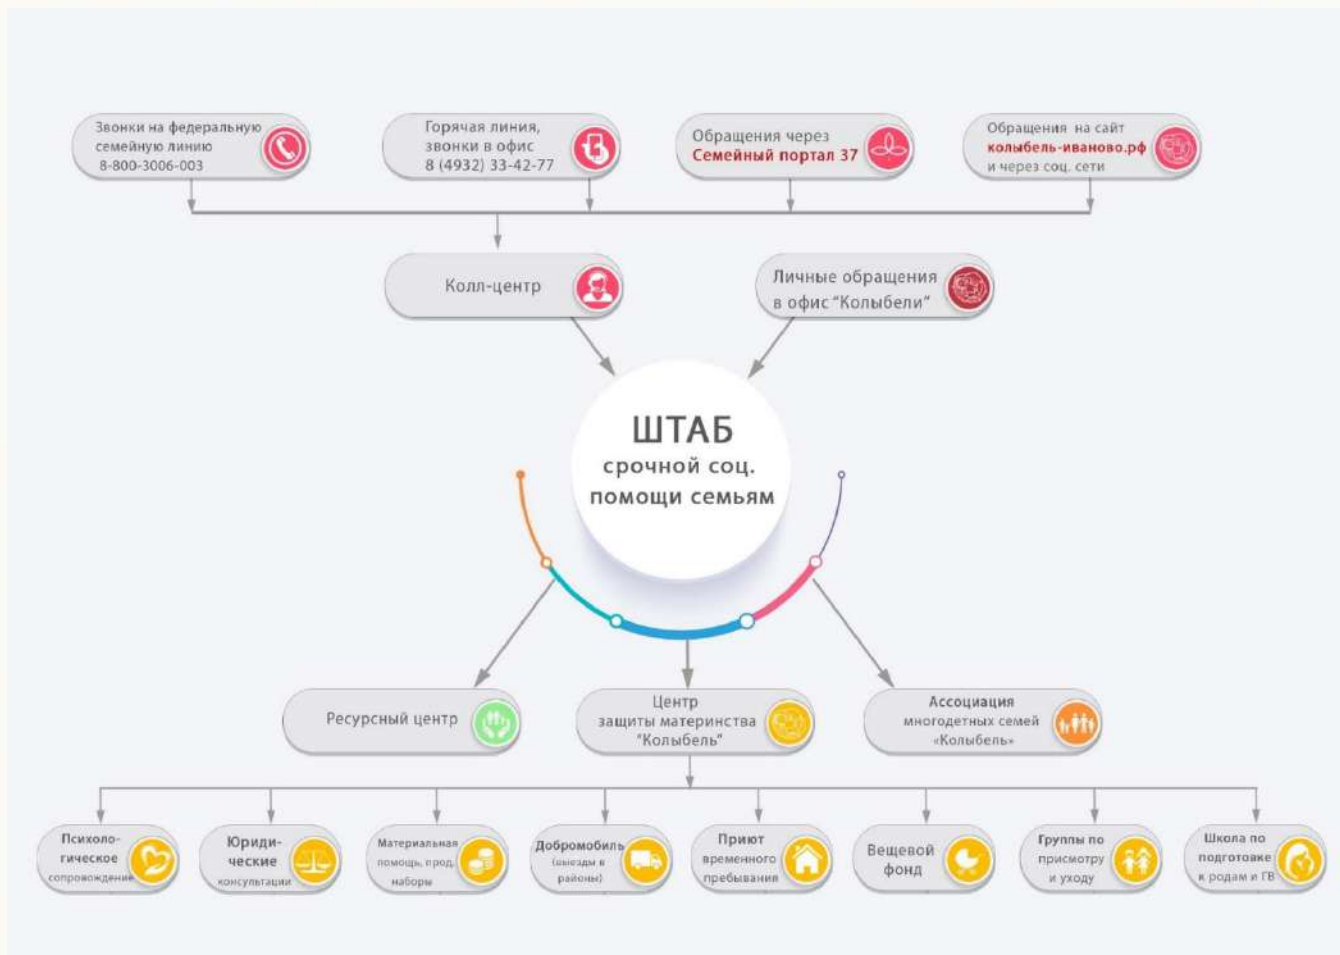 Звонки на федеральную
семейную линию
8-800-3006-003
Горячая линия,
звонки в офис
8 (4932) 33-42-77
Обращения через
Семейный портал 37
Обращения на сайт
колыбель-иваново.рф
и через соц. сети
Колл-центр
Личные обращения
в офис "Колыбели"
ШТАБ
срочной соц.
помощи семьям
Ресурсный центр
Центр
защиты материнства
"Колыбель"
Ассоциация
многодетных семей
«Колыбель»
Психоло-
гическое
сопровождение
Юриди-
ческие
консультации
Материальная
помощь, прод.
наборы
Добромобиль
(выезды в
районы)
Приют
временного
пребывания
Вещевой
фонд
Группы по
присмотру
и уходу
Школа по
подготовке
к родам и ГВ